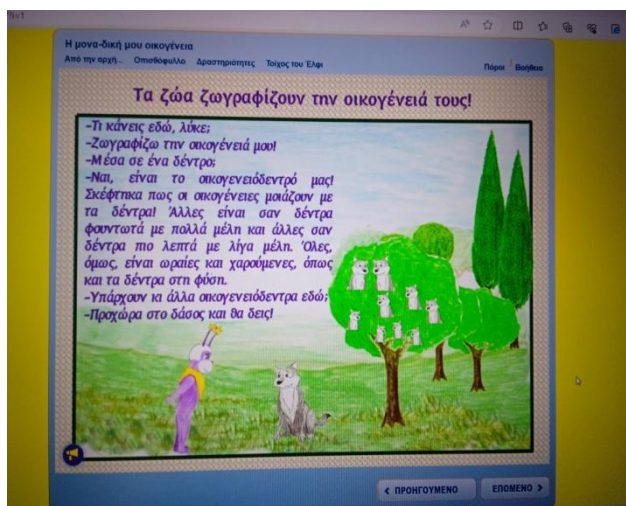 Η μονα-δική μου οικογένεια
Από την αρχή... Οπισθόφυλλο Δραστηριότητες Τοίχος του Έλφι
Πόροι Βοήθεια
Τα ζώα ζωγραφίζουν την οικογένειά τους!
-Τι κάνεις εδώ, λύκε;
-Ζωγραφίζω την οικογένειά μου!
-Μέσα σε ένα δέντρο;
-Ναι, είναι το οικογενειόδεντρό μας!
Σκέφτηκα πως οι οικογένειες μοιάζουν με
τα δέντρα! Άλλες είναι σαν δέντρα
φουντωτά με πολλά μέλη και άλλες σαν
δέντρα πιο λεπτά με λίγα μέλη. Όλες,
όμως, είναι ωραίες και χαρούμενες, όπως
και τα δέντρα στη φύση.
-Υπάρχουν κι άλλα οικογενειόδεντρα εδώ;
-Προχώρα στο δάσος και θα δεις!
< ΠΡΟΗΓΟΥΜΕΝΟ ΕΠΟΜΕΝΟ >